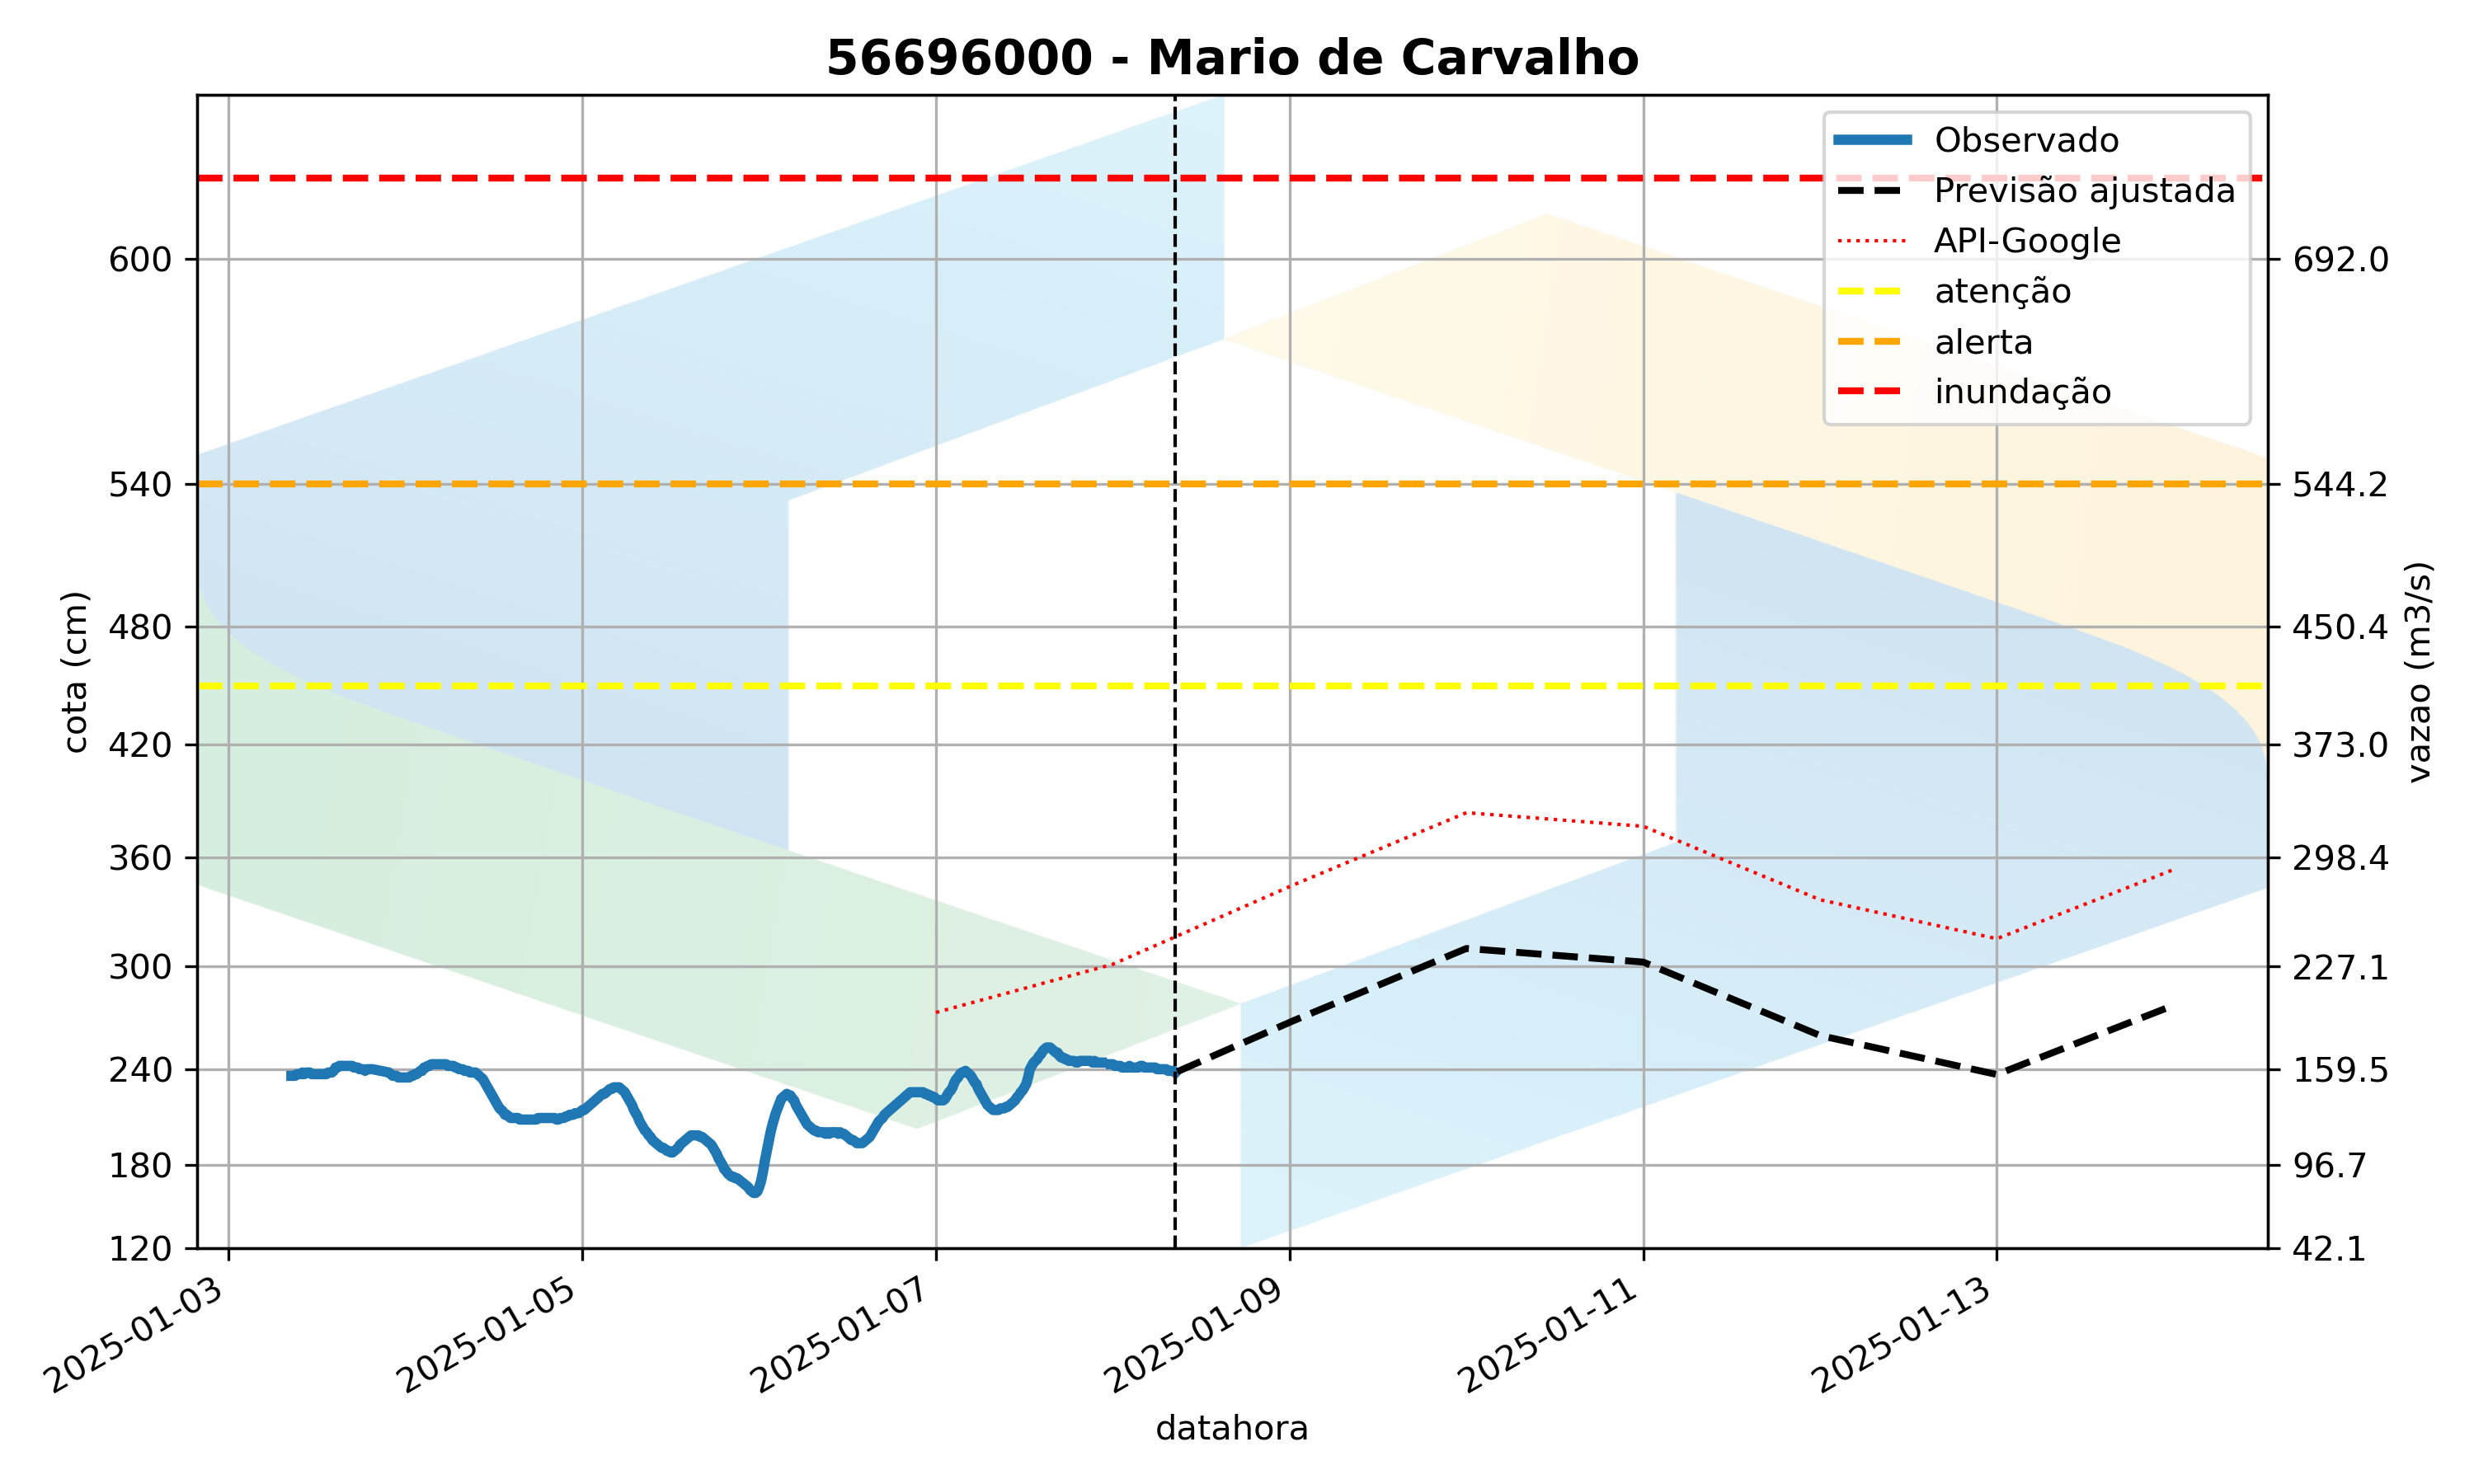 56696000 - Mario de Carvalho
Observado
Previsão ajustada
API-Google
atenção
alerta
inundação
600
540
480
450.4
420
360
300
240
180
120
cota (cm)
692.0
544.2
373.0
298.4
227.1
159.5
96.7
42.1
vazao (m3/s)
2025-01-03
2025-01-05
2025-01-07
2025-01-09
2025-01-11
2025-01-13
datahora